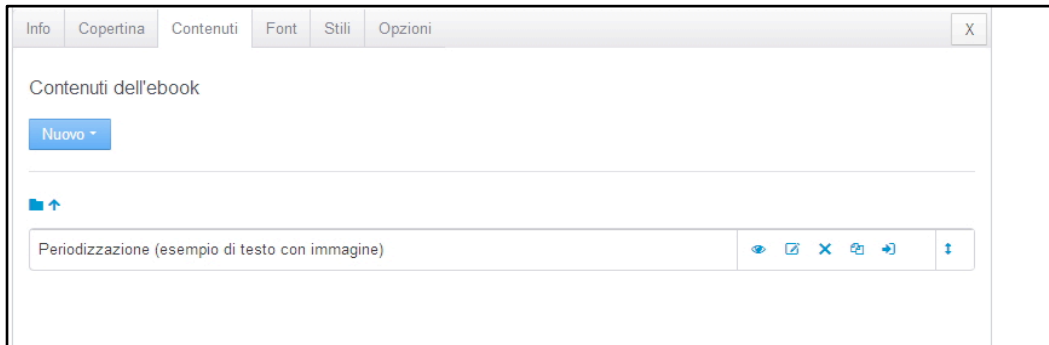 Info Copertina Contenuti Font Stili Opzioni X
Contenuti dell'ebook
Nuovo
Periodizzazione (esempio di testo con immagine)